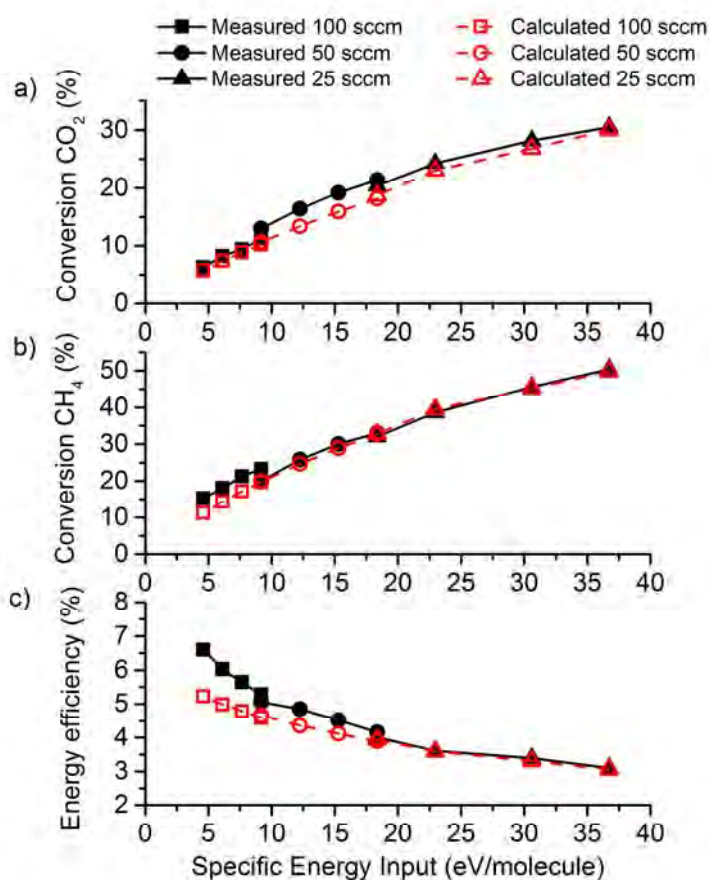 Measured 100 sccm
Measured 50 sccm
Measured 25 sccm
Calculated 100 sccm
Calculated 50 sccm
Calculated 25 sccm
a)
Conversion CO2 (%)
30
20
10
0
0 5 10 15 20 25 30 35 40
b)
Conversion CH4 (%)
50
40
30
20
10
0
0 5 10 15 20 25 30 35 40
c)
Energy efficiency (%)
8
7
6
5
4
3
2
0 5 10 15 20 25 30 35 40
Specific Energy Input (eV/molecule)